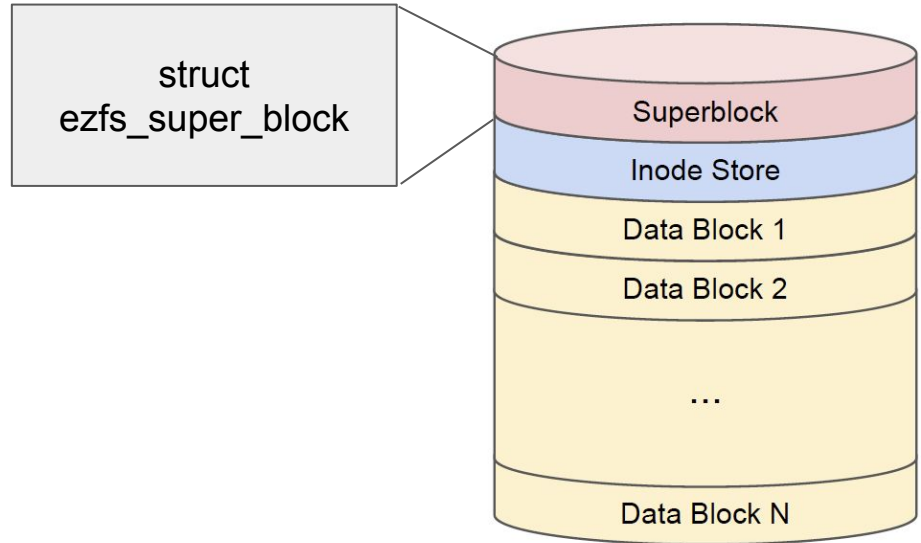 struct
ezfs_super_block
Superblock
Inode Store
Data Block 1
Data Block 2
...
Data Block N